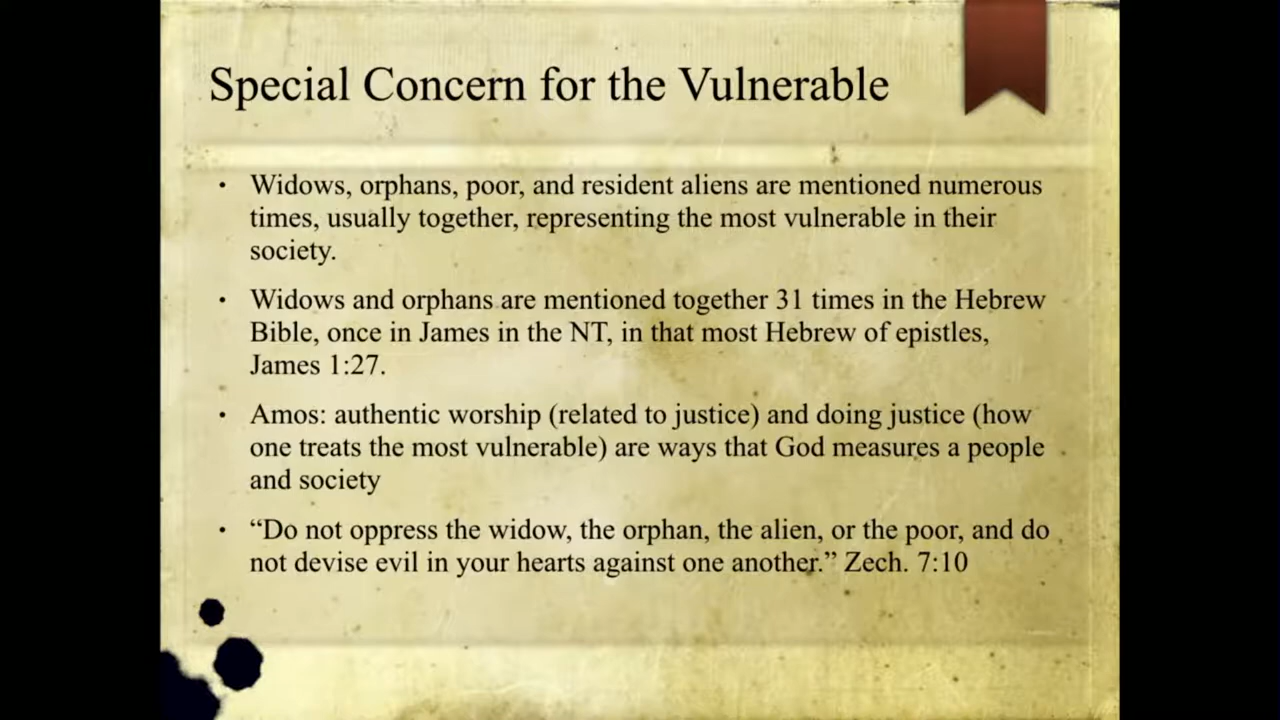 Special Concern for the Vulnerable
• Widows, orphans, poor, and resident aliens are mentioned numerous
times, usually together, representing the most vulnerable in their
society.
• Widows and orphans are mentioned together 31 times in the Hebrew
Bible, once in James in the NT, in that most Hebrew of epistles,
James 1:27.
• Amos: authentic worship (related to justice) and doing justice (how
one treats the most vulnerable) are ways that God measures a people
and society
• “Do not oppress the widow, the orphan, the alien, or the poor, and do
not devise evil in your hearts against one another.” Zech. 7:10